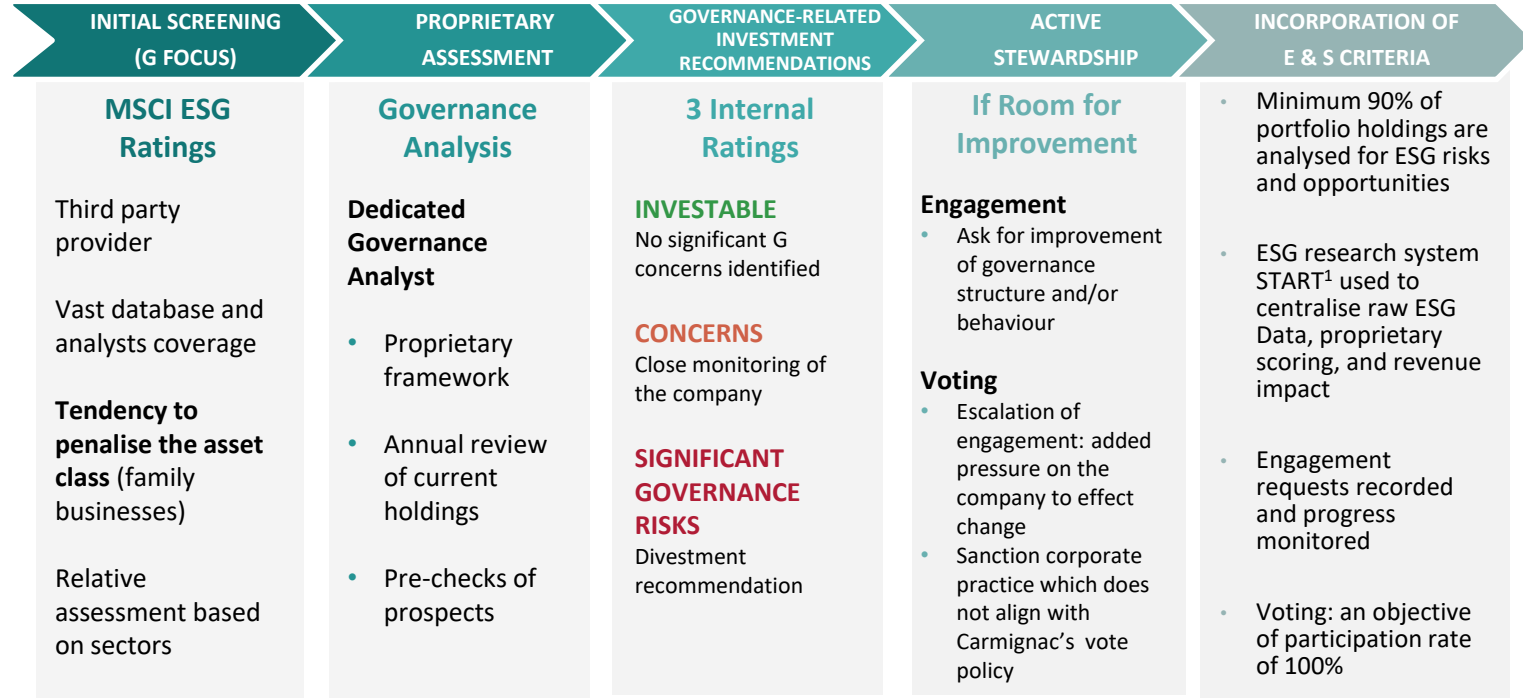 INITIAL SCREENING
(G FOCUS)
PROPRIETARY
ASSESSMENT
GOVERNANCE-RELATED
INVESTMENT
RECOMMENDATIONS
ACTIVE
STEWARDSHIP
INCORPORATION OF
E & S CRITERIA
MSCI ESG
Ratings
Third party
provider
Vast database and
analysts coverage
Tendency to
penalise the asset
class (family
businesses)
Relative
assessment based
on sectors
Governance
Analysis
Dedicated
Governance
Analyst
• Proprietary
framework
• Annual review
of current
holdings
• Pre-checks of
prospects
3 Internal
Ratings
INVESTABLE
No significant G
concerns identified
CONCERNS
Close monitoring of
the company
SIGNIFICANT
GOVERNANCE
RISKS
Divestment
recommendation
If Room for
Improvement
Engagement
• Ask for improvement
of governance
structure and/or
behaviour
Voting
• Escalation of
engagement: added
pressure on the
company to effect
change
• Sanction corporate
practice which does
not align with
Carmignac's vote
policy
• Minimum 90% of
portfolio holdings are
analysed for ESG risks
and opportunities
• ESG research system
START¹ used to
centralise raw ESG
Data, proprietary
scoring, and revenue
impact
• Engagement
requests recorded
and progress
monitored
• Voting: an objective
of participation rate
of 100%